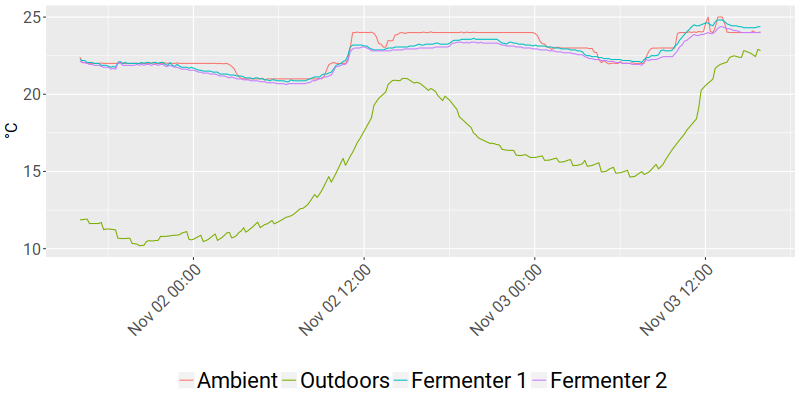 25
20
15
10
°C
Nov 02 00:00
Nov 02 12:00
Nov 03 00:00
Nov 03 12:00
Ambient Outdoors Fermenter 1 Fermenter 2